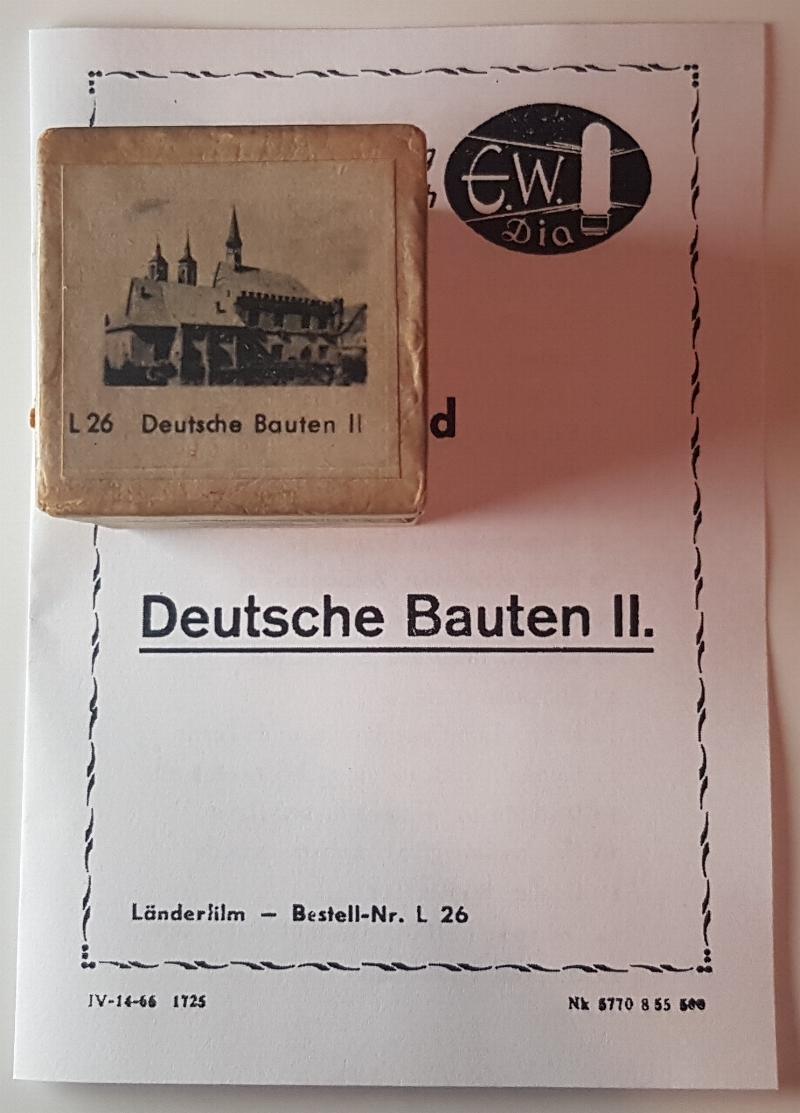 g
h
E.W.
Dia
L 26 Deutsche Bauten II
d
Deutsche Bauten II.
Länderfilm – Bestell-Nr. L 26
IV-14-66 1725
Nk 5770 8 55 500